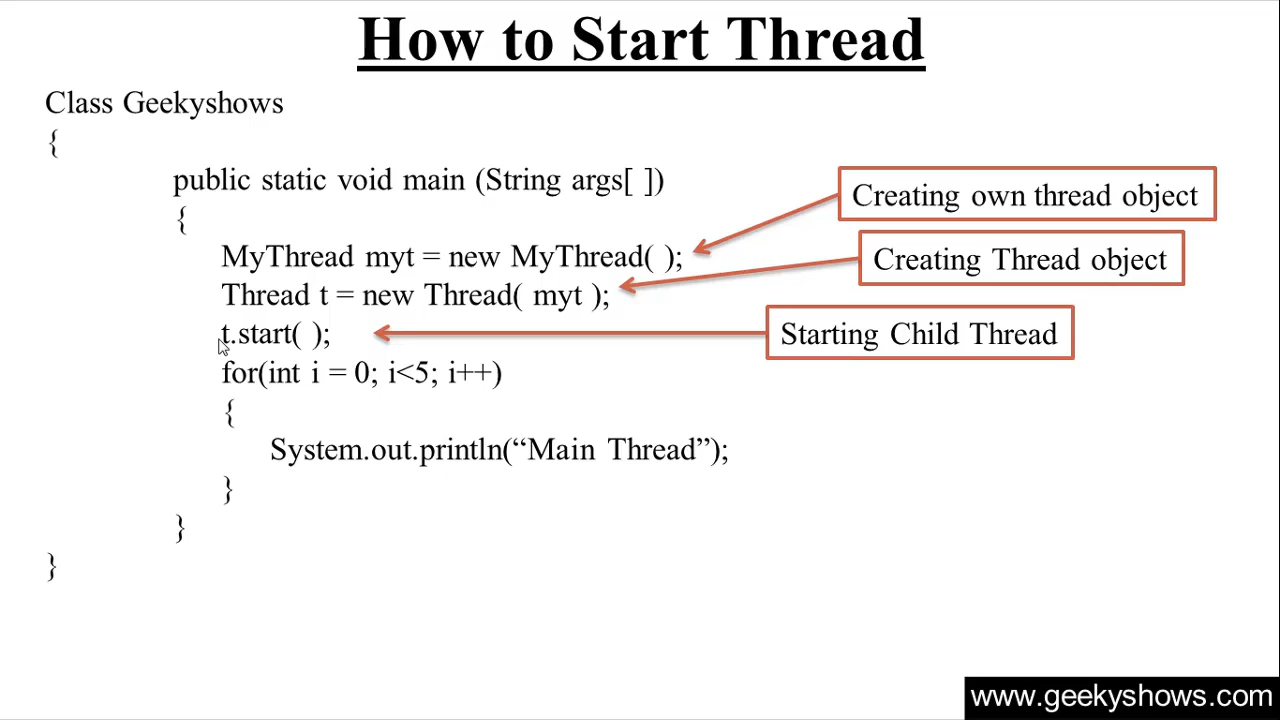 How to Start Thread
Class Geekyshows
{
public static void main (String args[ ])
{
MyThread myt = new MyThread( );
Creating own thread object
Thread t = new Thread( myt );
Creating Thread object
t.start( );
Starting Child Thread
for(int i = 0; i<5; i++)
{
System.out.println(“Main Thread”);
}
}
}
www.geekyshows.com